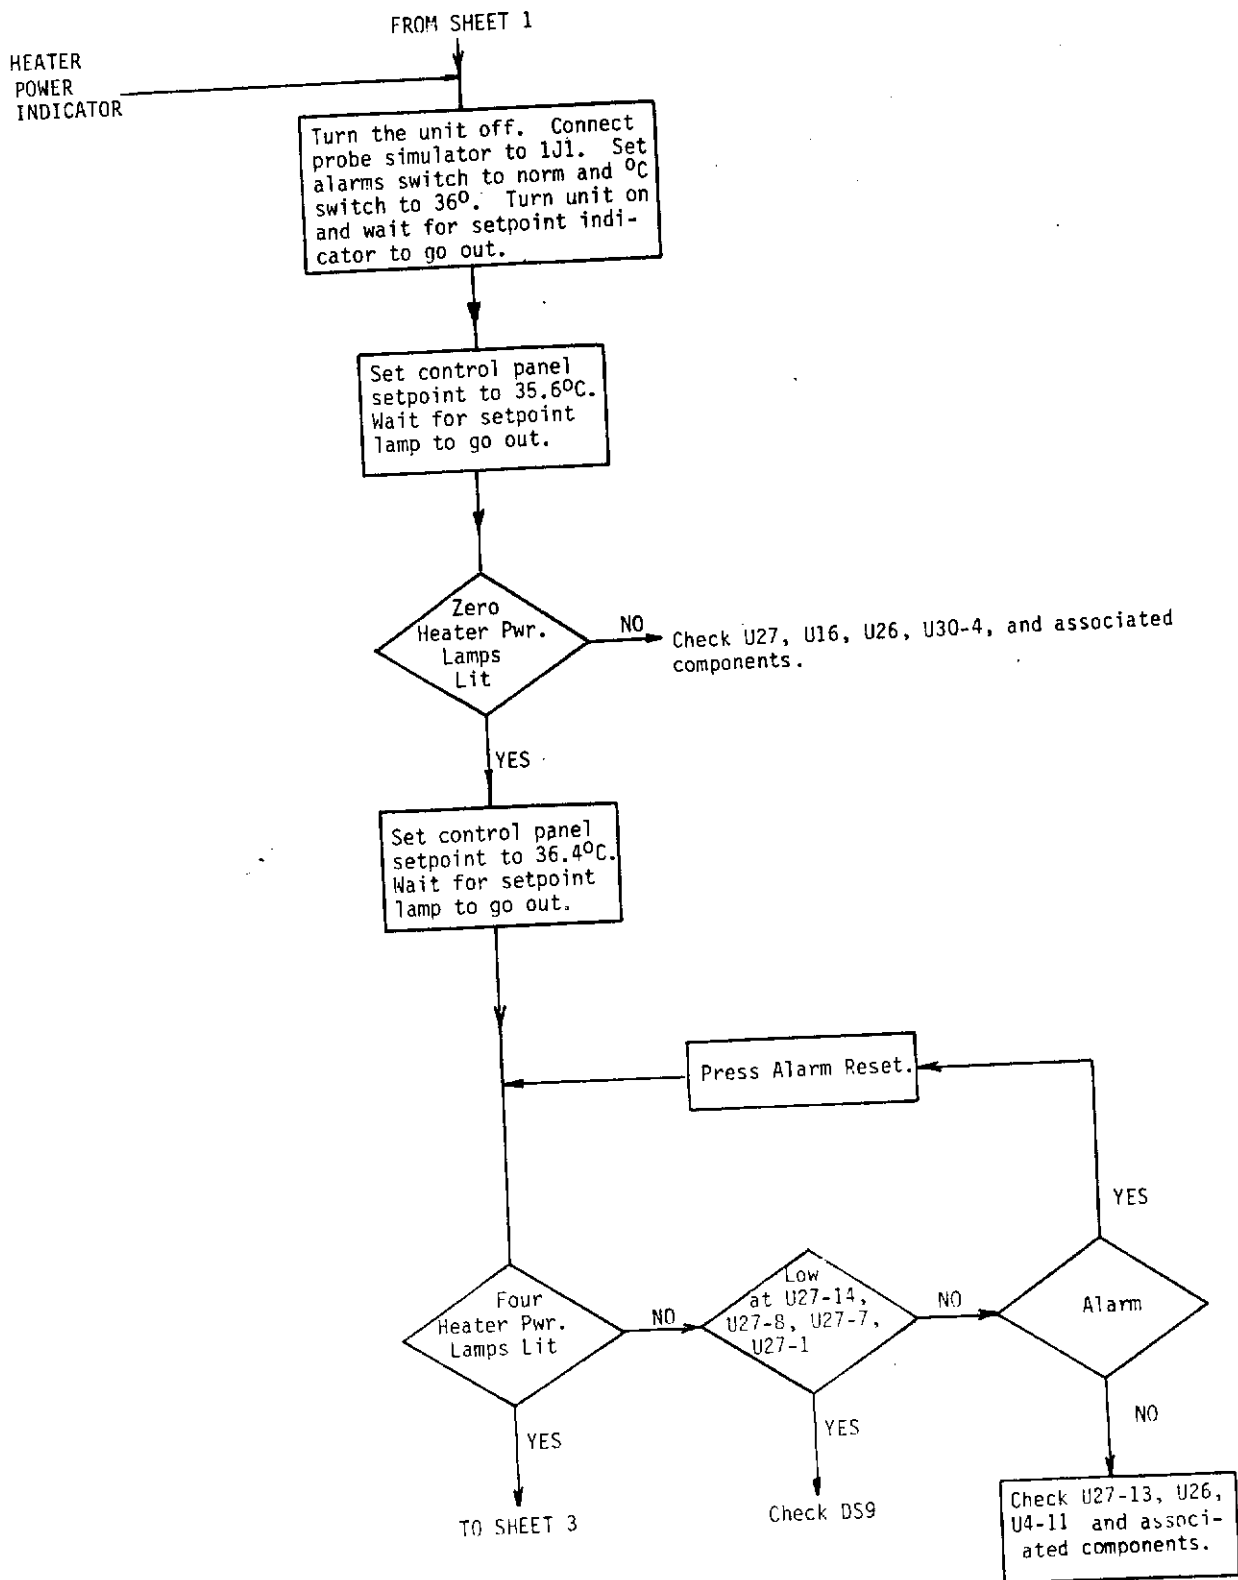 FROM SHEET 1
HEATER
POWER
INDICATOR
Turn the unit off. Connect
probe simulator to 1J1. Set
alarms switch to norm and ⁰C
switch to 36⁰. Turn unit on
and wait for setpoint indi-
cator to go out.
Set control panel
setpoint to 35.6⁰C.
Wait for setpoint
lamp to go out.
Zero
Heater Pwr.
Lamps
Lit
NO
Check U27, U16, U26, U30-4, and associated
components.
YES
Set control panel
setpoint to 36.4⁰C.
Wait for setpoint
lamp to go out.
Press Alarm Reset.
YES
Four
Heater Pwr.
Lamps Lit
NO
Low
at U27-14,
U27-8, U27-7,
U27-1
NO
Alarm
YES
YES
NO
TO SHEET 3
Check DS9
Check U27-13, U26,
U4-11 and associ-
ated components.